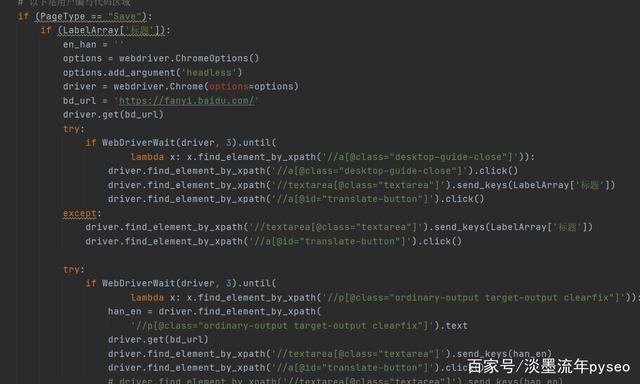 # 以下是用户编写代码区域
if (PageType == "Save"):
if (LabelArray['标题']):
en_han = ''
options = webdriver.ChromeOptions()
options.add_argument('headless')
driver = webdriver.Chrome(options=options)
bd_url = 'https://fanyi.baidu.com/'
driver.get(bd_url)
try:
if WebDriverWait(driver, 3).until(
lambda x: x.find_element_by_xpath('//a[@class="desktop-guide-close"]')):
driver.find_element_by_xpath('//a[@class="desktop-guide-close"]').click()
driver.find_element_by_xpath('//textarea[@class="textarea"]').send_keys(LabelArray['标题'])
driver.find_element_by_xpath('//a[@id="translate-button"]').click()
except:
driver.find_element_by_xpath('//textarea[@class="textarea"]').send_keys(LabelArray['标题'])
driver.find_element_by_xpath('//a[@id="translate-button"]').click()
try:
if WebDriverWait(driver, 3).until(
lambda x: x.find_element_by_xpath('//p[@class="ordinary-output target-output clearfix"]')):
han_en = driver.find_element_by_xpath(
'//p[@class="ordinary-output target-output clearfix"]').text
driver.get(bd_url)
driver.find_element_by_xpath('//textarea[@class="textarea"]').send_keys(han_en)
driver.find_element_by_xpath('//a[@id="translate-button"]').click()
# driver.find_element_by_xpath('//textarea[@class="textarea"]').send_keys(han_en)
百家号/淡墨流年pyseo